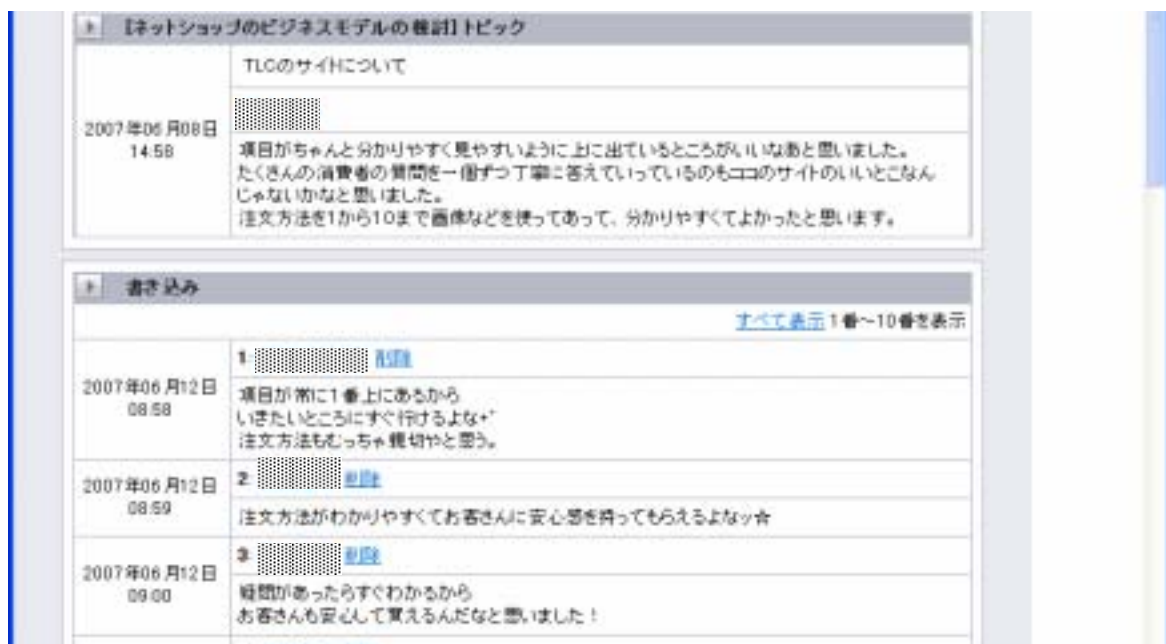 【ネットショップのビジネスモデルの検討】トピック
TLCのサイトについて
2007年06月08日
14:58
項目がちゃんと分かりやすく見やすいように上に出ているところがいいなあと思いました。
たくさんの消費者の質問を一個ずつ丁寧に答えていっているのもココのサイトのいいとこなん
じゃないかなと思いました。
注文方法を1から10まで画像などを使ってあって、分かりやすくてよかったと思います。
書き込み
すべて表示 1番～10番を表示
2007年06月12日
08:58
1 削除
項目が常に1番上にあるから
いきたいところにすぐ行けるよな+゜
注文方法もむっちゃ親切やと思う。
2007年06月12日
08:59
2 削除
注文方法がわかりやすくてお客さんに安心感を持ってもらえるよなッ☆
2007年06月12日
09:00
3 削除
疑問があったらすぐわかるから
お客さんも安心して買えるんだなと思いました！